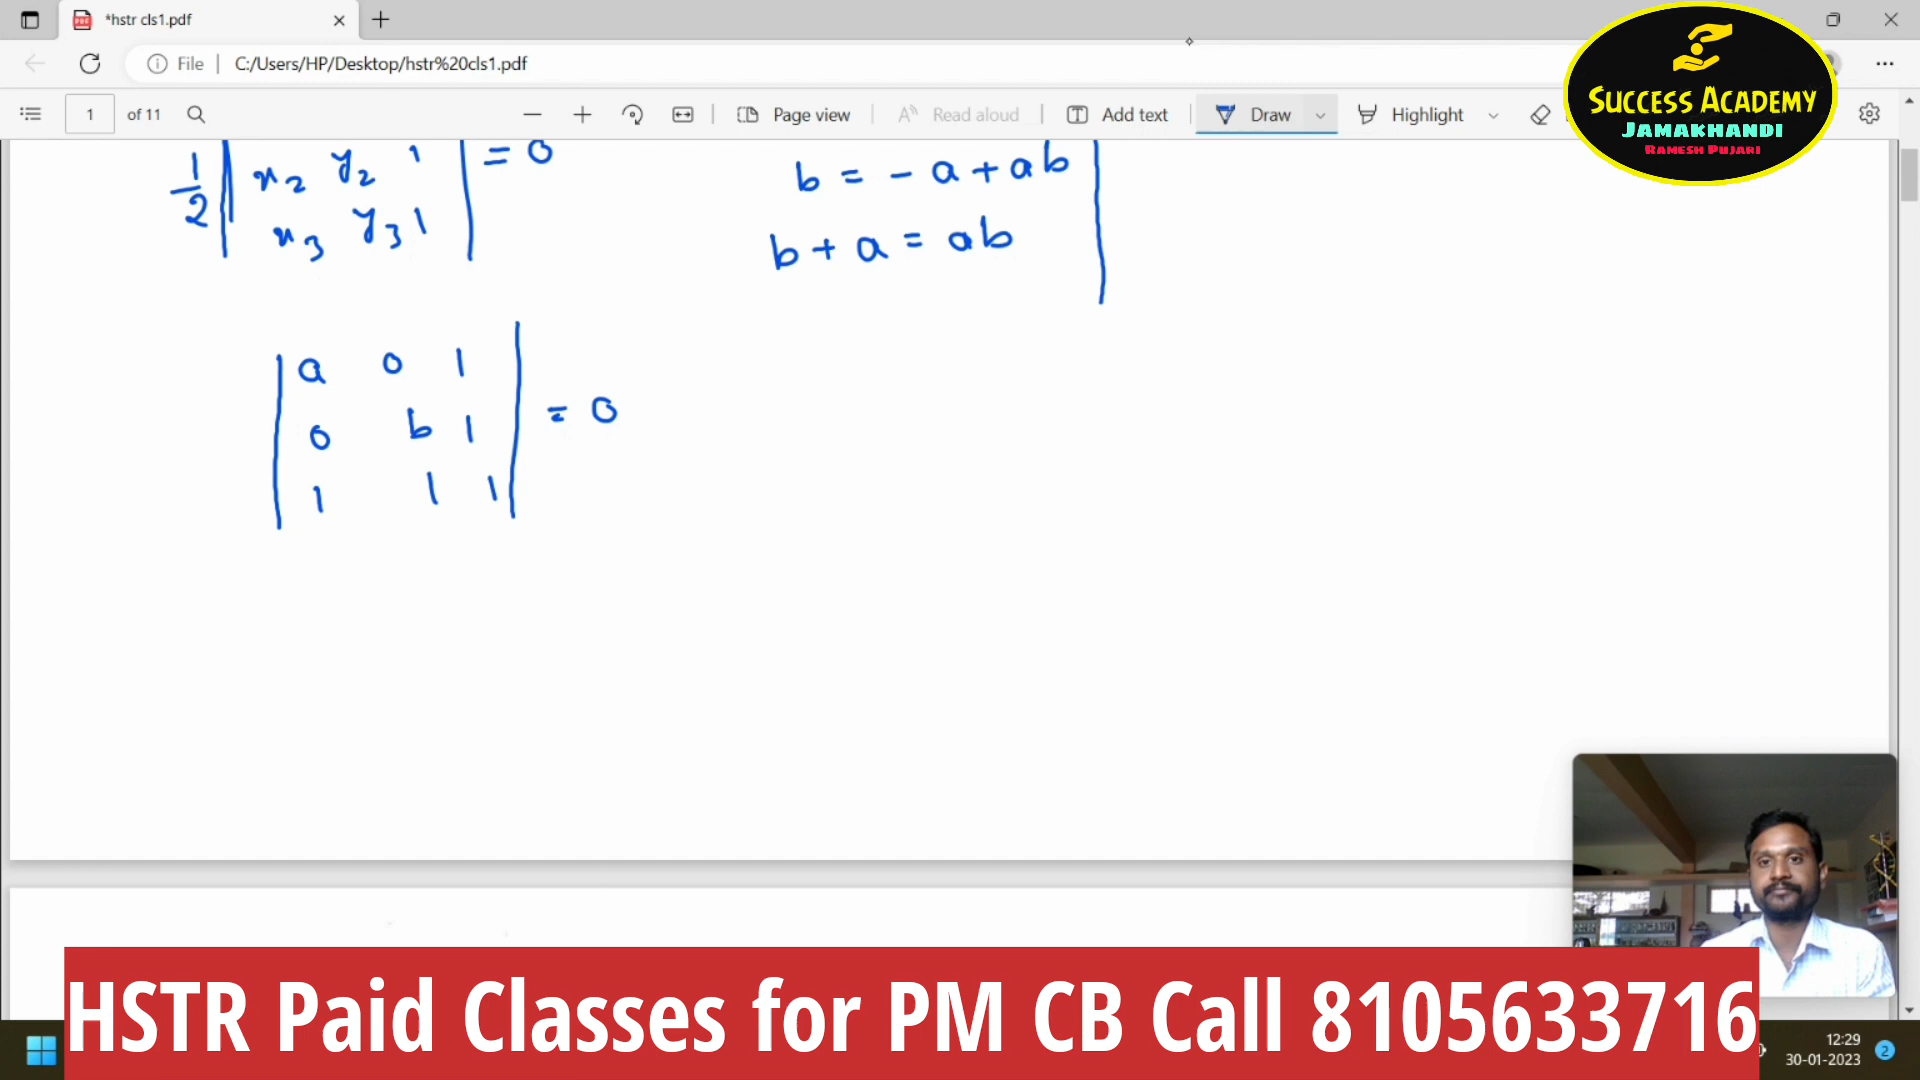 *hstr cls1.pdf
File | C:/Users/HP/Desktop/hstr%20cls1.pdf
1 of 11
Page view
Read aloud
Add text
Draw
Highlight
SUCCESS ACADEMY
JAMAKHANDI
RAMESH PUJARI
1/2 | x₂ y₂ 1 | = 0
x₃ y₃ 1
b = - a + ab
b + a = ab
| a 0 1 |
| 0 b 1 | = 0
| 1 1 1 |
HSTR Paid Classes for PM CB Call 8105633716
12:29
30-01-2023
2